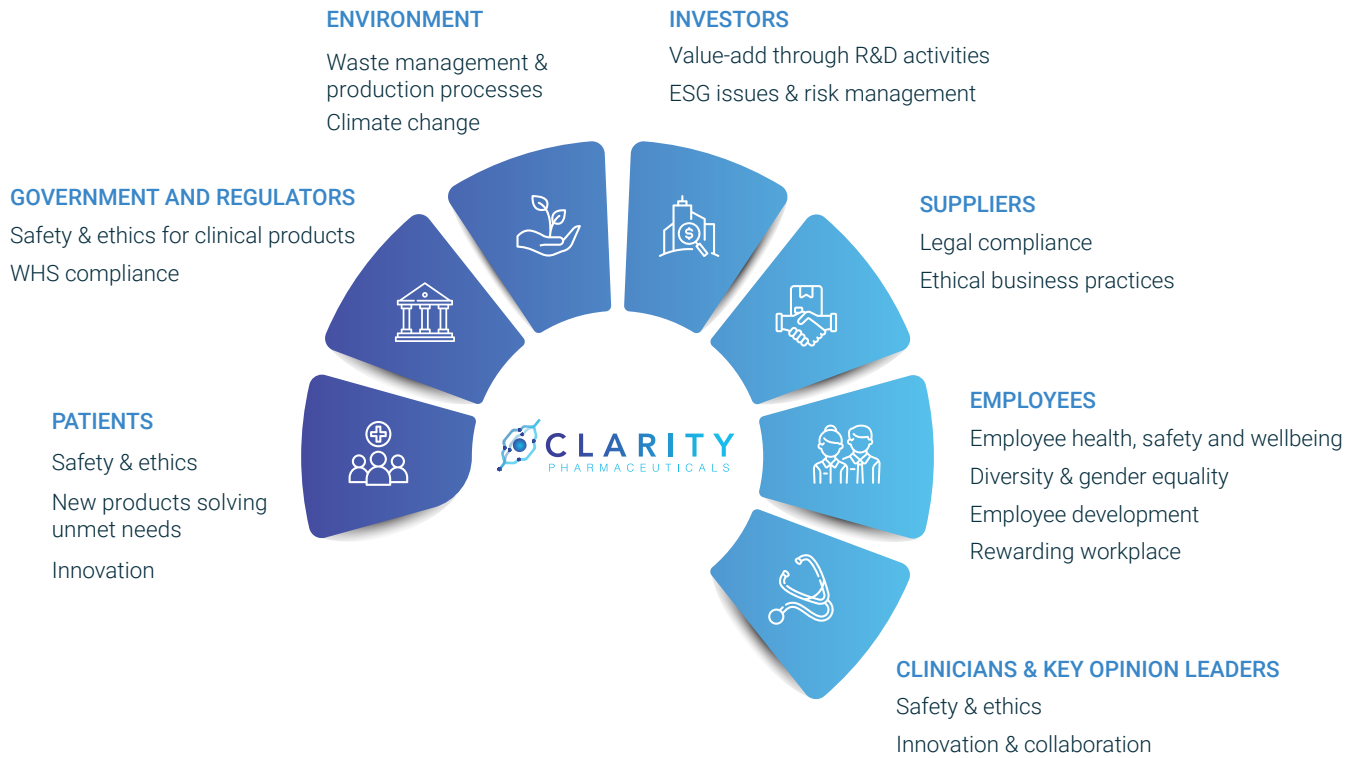 ENVIRONMENT
Waste management &
production processes
Climate change
INVESTORS
Value-add through R&D activities
ESG issues & risk management
GOVERNMENT AND REGULATORS
Safety & ethics for clinical products
WHS compliance
SUPPLIERS
Legal compliance
Ethical business practices
PATIENTS
Safety & ethics
New products solving
unmet needs
Innovation
$
CLARITY
PHARMACEUTICALS
EMPLOYEES
Employee health, safety and wellbeing
Diversity & gender equality
Employee development
Rewarding workplace
CLINICIANS & KEY OPINION LEADERS
Safety & ethics
Innovation & collaboration